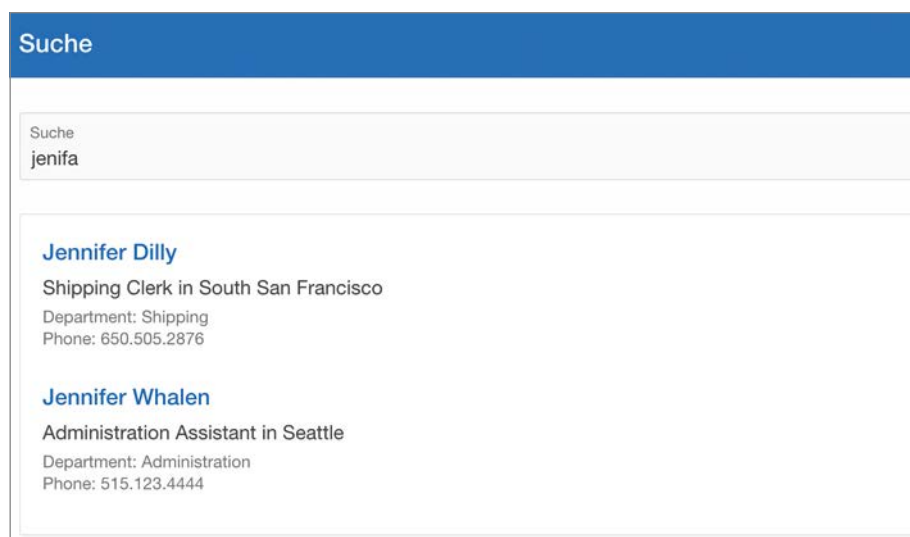 Suche
Suche
jenifa
Jennifer Dilly
Shipping Clerk in South San Francisco
Department: Shipping
Phone: 650.505.2876
Jennifer Whalen
Administration Assistant in Seattle
Department: Administration
Phone: 515.123.4444